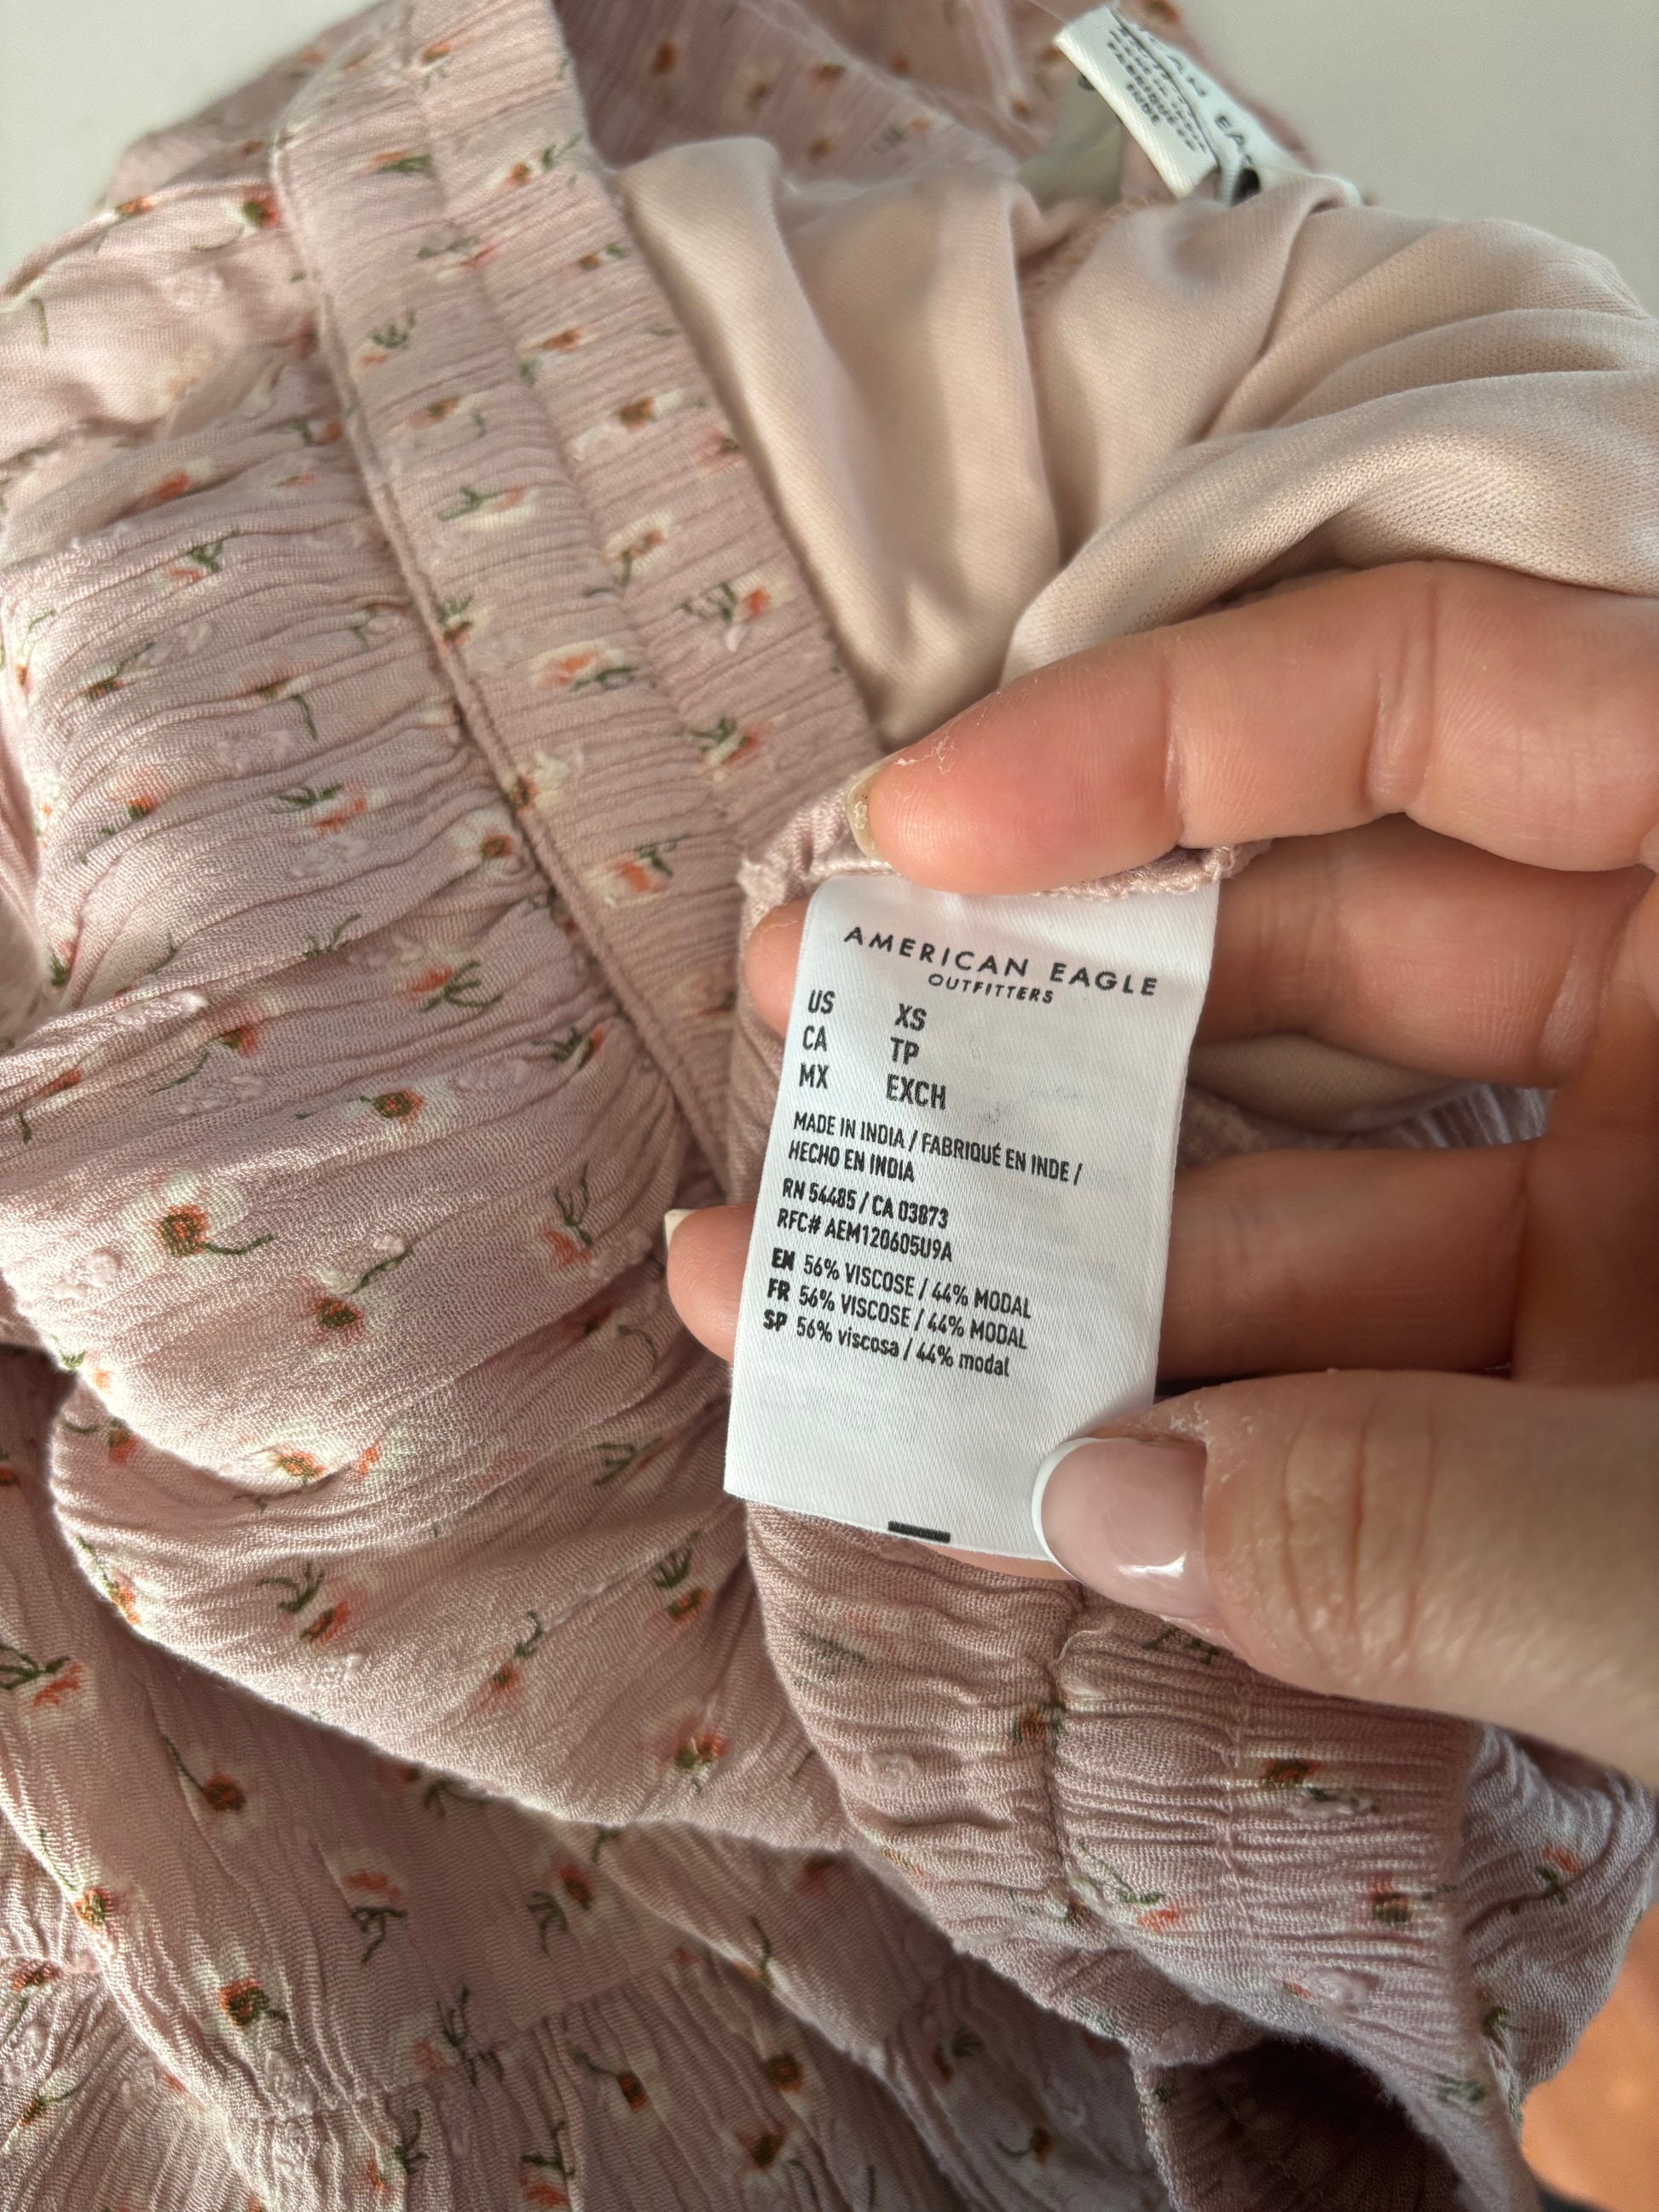 AMERICAN EAGLE
OUTFITTERS
US XS
CA TP
MX EXCH
MADE IN INDIA / FABRIQUÉ EN INDE /
HECHO EN INDIA
RN 54485 / CA 03873
RFC# AEM120605U9A
EN 56% VISCOSE / 44% MODAL
FR 56% VISCOSE / 44% MODAL
SP 56% viscosa / 44% modal